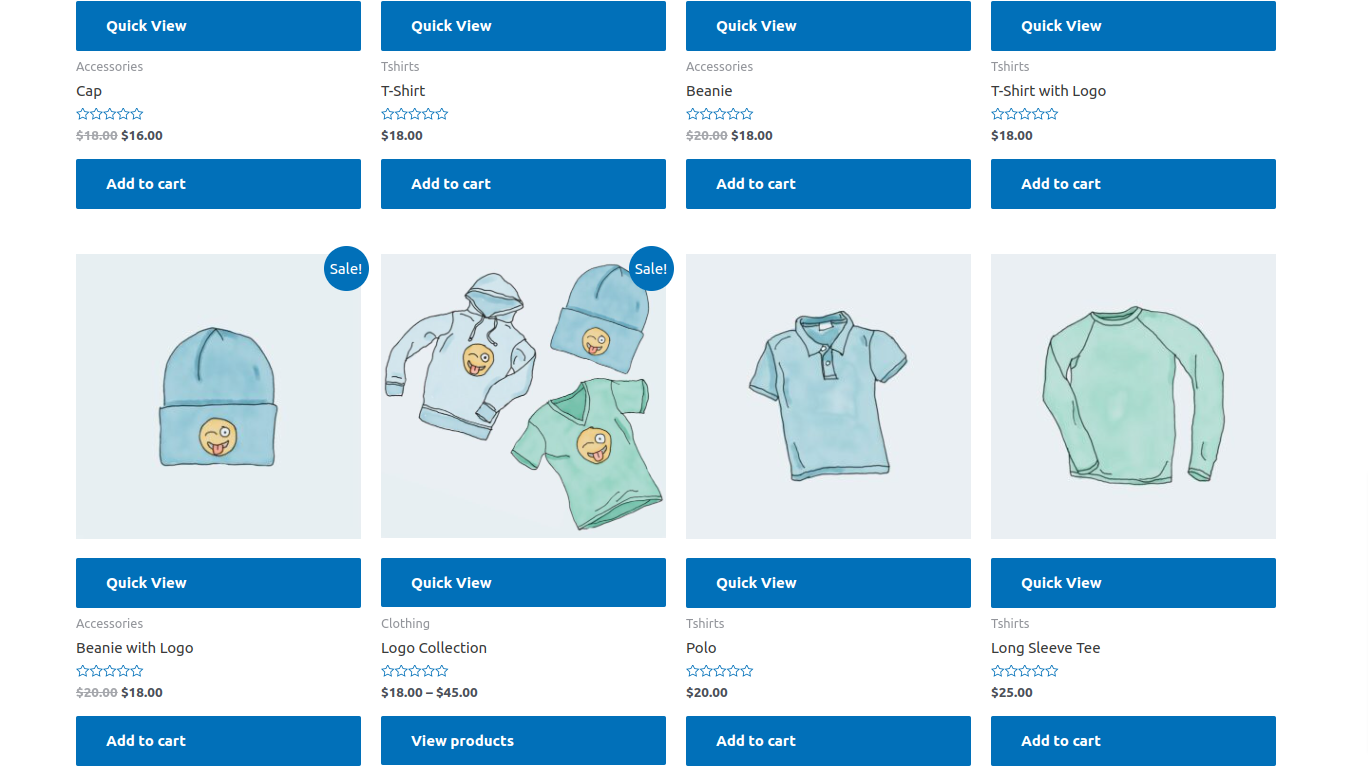 Quick View
Quick View
Quick View
Quick View
Accessories
Tshirts
Accessories
Tshirts
Cap
T-Shirt
Beanie
T-Shirt with Logo
$18.00 $16.00
$18.00
$20.00 $18.00
$18.00
Add to cart
Add to cart
Add to cart
Add to cart
Sale!
Sale!
Quick View
Quick View
Quick View
Quick View
Accessories
Clothing
Tshirts
Tshirts
Beanie with Logo
Logo Collection
Polo
Long Sleeve Tee
$20.00 $18.00
$18.00 – $45.00
$20.00
$25.00
Add to cart
View products
Add to cart
Add to cart